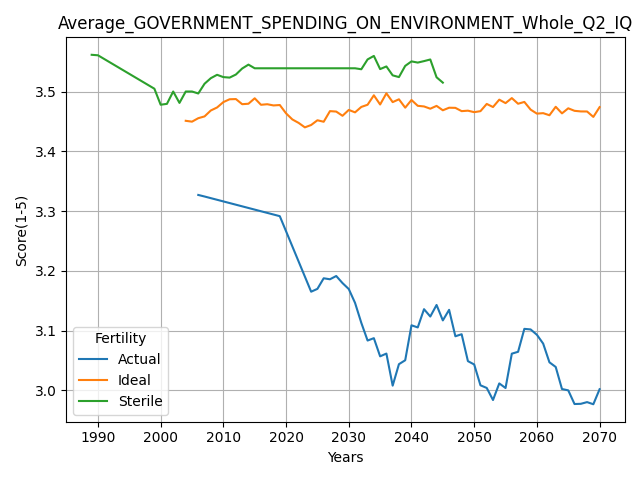 Average_GOVERNMENT_SPENDING_ON_ENVIRONMENT_Whole_Q2_IQ
Score(1-5)
3.5
3.4
3.3
3.2
3.1
3.0
Fertility
Actual
Ideal
Sterile
1990 2000 2010 2020 2030 2040 2050 2060 2070
Years